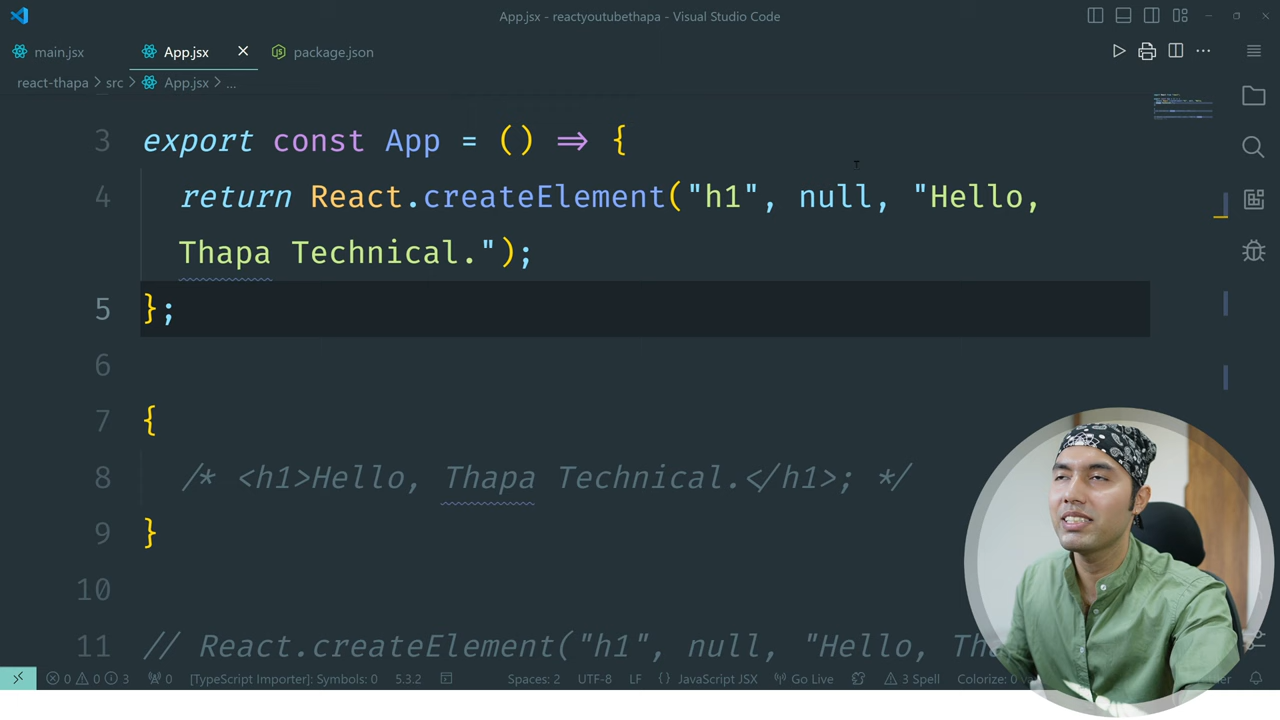 App.jsx - reactyoutubethapa - Visual Studio Code
main.jsx App.jsx package.json
react-thapa > src > App.jsx > ...
3 export const App = () => {
4 return React.createElement("h1", null, "Hello,
Thapa Technical.");
5 };
6
7 {
8 /* <h1>Hello, Thapa Technical.</h1>; */
9 }
10
11 // React.createElement("h1", null, "Hello,
0 0 3 0 [TypeScript Importer]: Symbols: 0 5.3.2 Spaces: 2 UTF-8 LF {} JavaScript JSX Go Live 3 Spell Colorize: